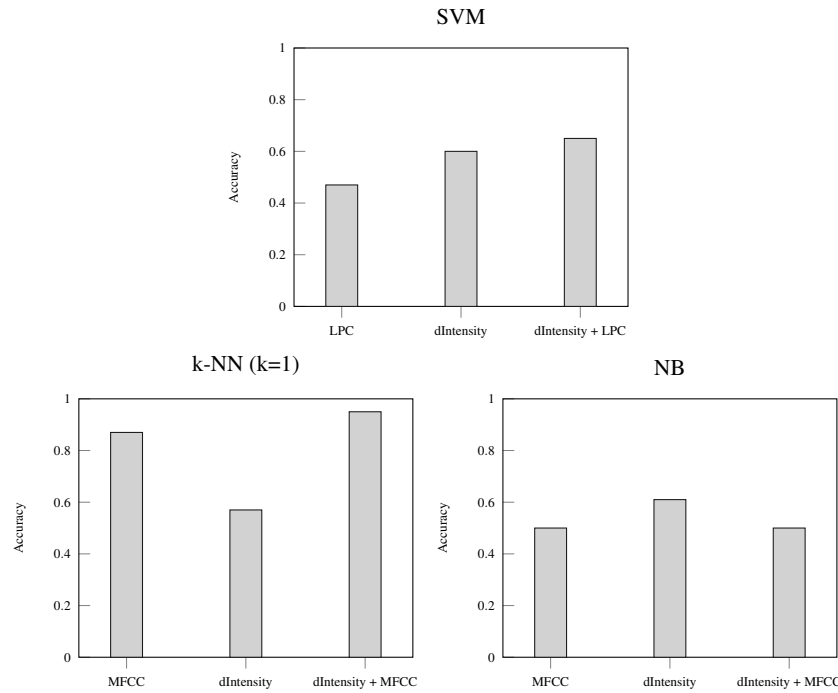 SVM
1
0.8
0.6
0.4
0.2
0
Accuracy
LPC dIntensity dIntensity + LPC
k-NN (k=1)
1
0.8
0.6
0.4
0.2
0
Accuracy
MFCC dIntensity dIntensity + MFCC
NB
1
0.8
0.6
0.4
0.2
0
Accuracy
MFCC dIntensity dIntensity + MFCC